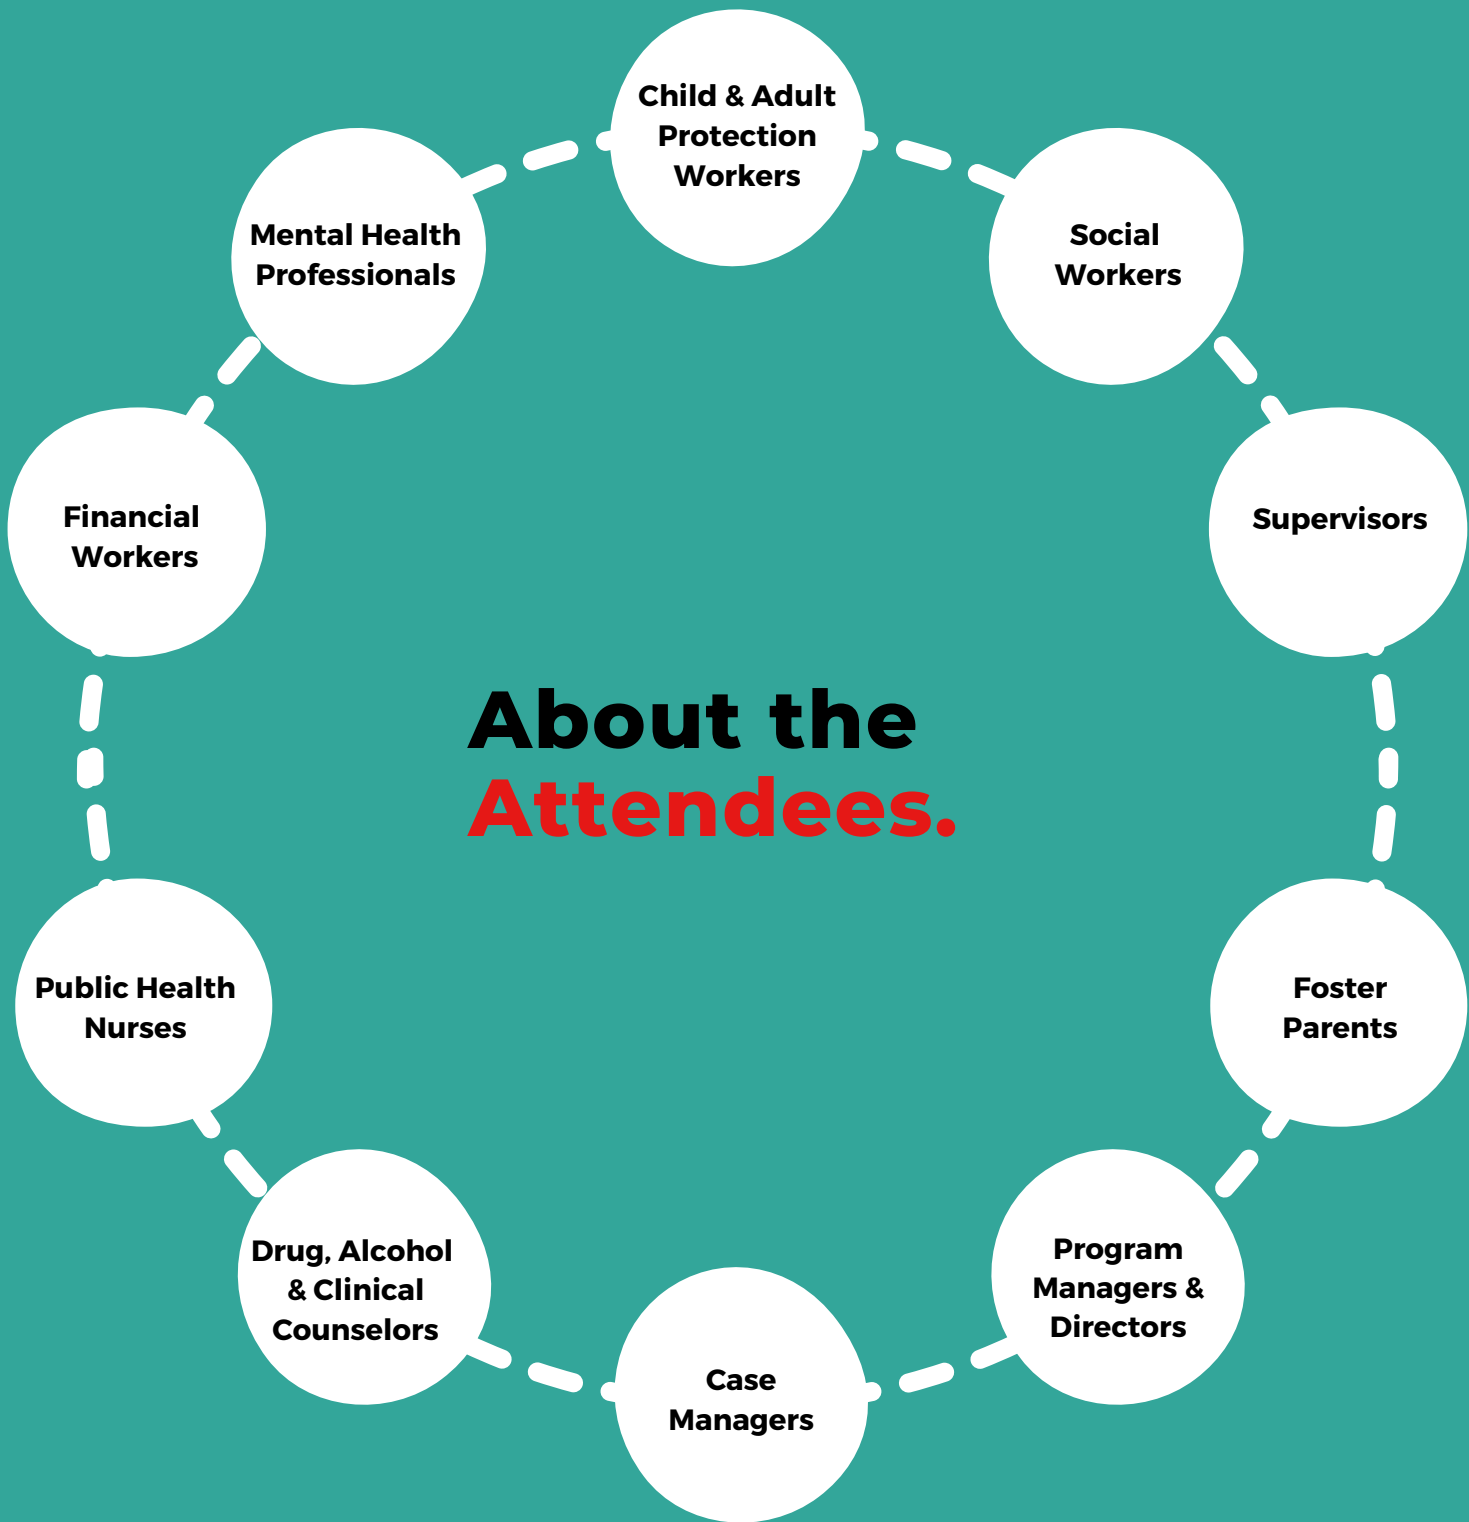 Child & Adult
Protection
Workers
Mental Health
Professionals
Social
Workers
Financial
Workers
Supervisors
About the
Attendees.
Public Health
Nurses
Foster
Parents
Drug, Alcohol
& Clinical
Counselors
Program
Managers &
Directors
Case
Managers